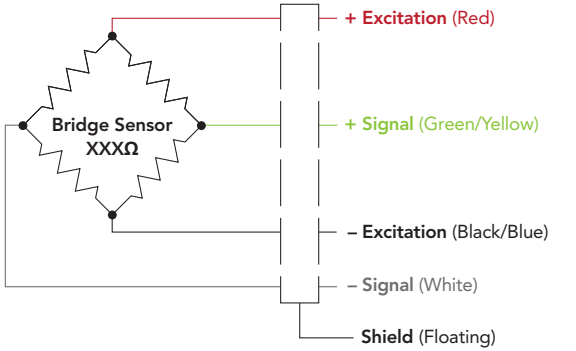 + Excitation (Red)
Bridge Sensor
XXXΩ
+ Signal (Green/Yellow)
– Excitation (Black/Blue)
– Signal (White)
Shield (Floating)